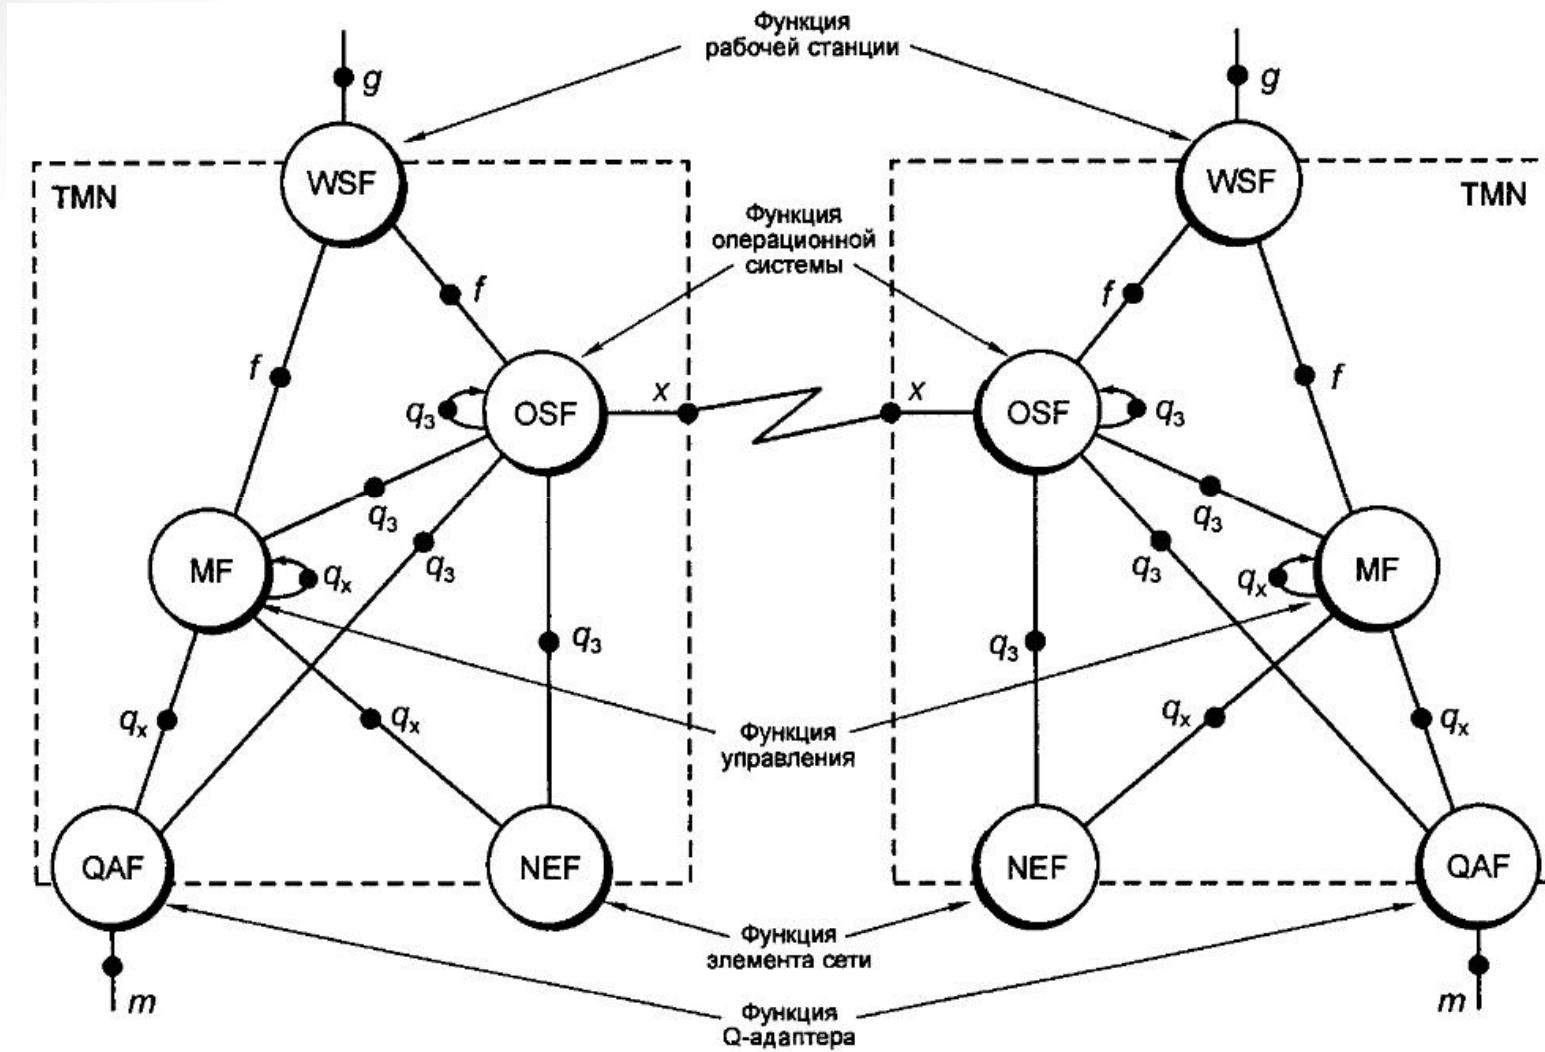 Функция
рабочей станции
g
g
WSF
WSF
TMN
TMN
Функция
операционной
системы
f
f
f
f
x
x
q3
OSF
OSF
q3
q3
q3
q3
q3
MF
qx
qx
MF
q3
q3
qx
qx
qx
qx
Функция
управления
QAF
NEF
NEF
QAF
Функция
элемента сети
m
m
Функция
Q-адаптера